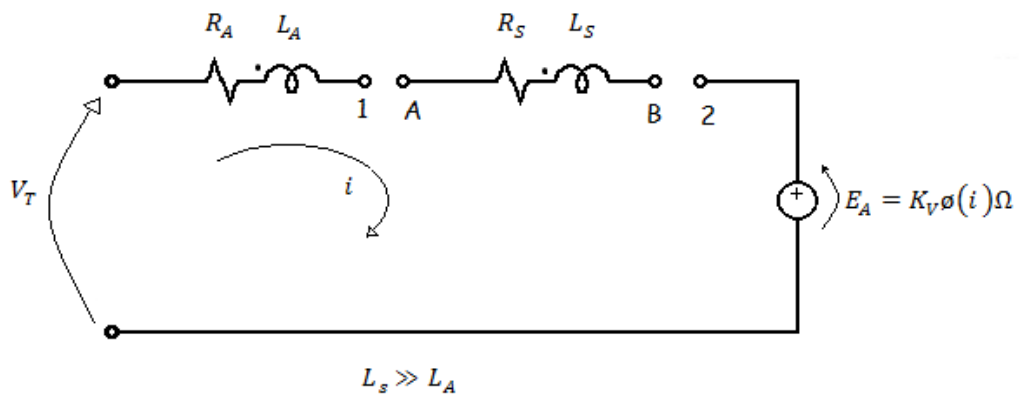 R_A L_A R_S L_S
1 A B 2
V_T i E_A = K_V ø(i)Ω
L_s ≫ L_A